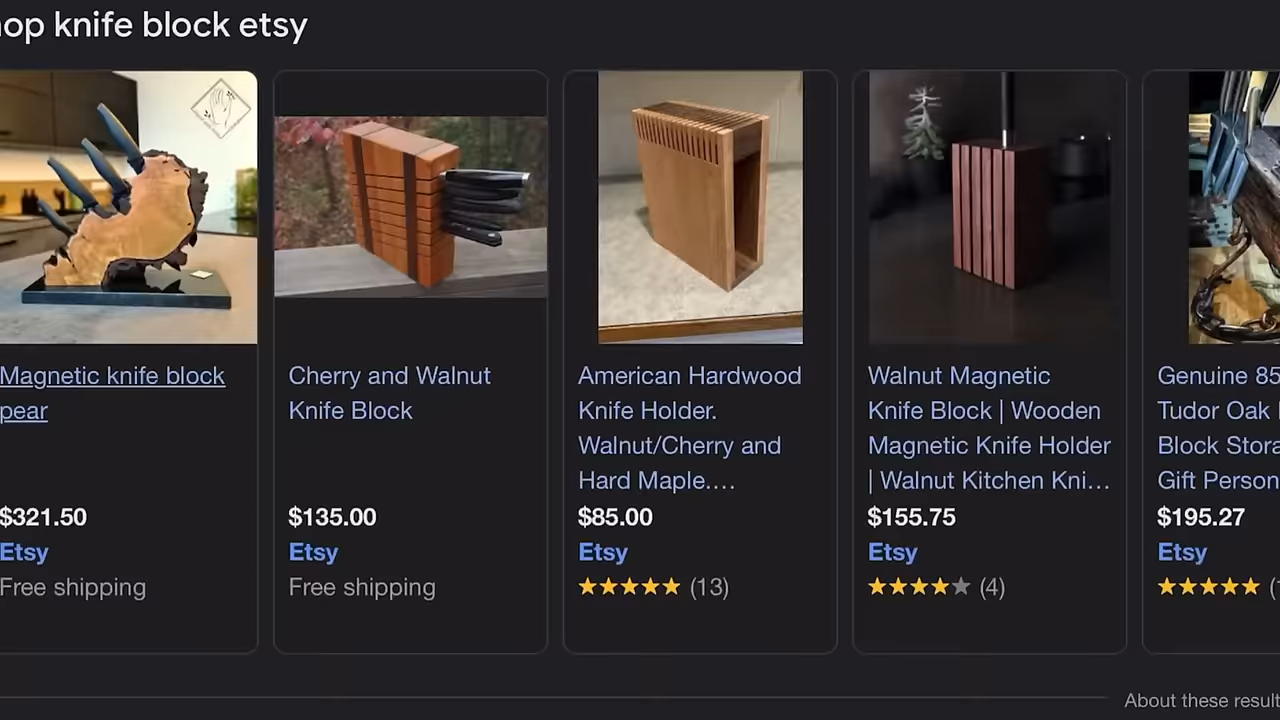 op knife block etsy
Magnetic knife block
pear
$321.50
Etsy
Free shipping
Cherry and Walnut
Knife Block
$135.00
Etsy
Free shipping
American Hardwood
Knife Holder.
Walnut/Cherry and
Hard Maple....
$85.00
Etsy
(13)
Walnut Magnetic
Knife Block | Wooden
Magnetic Knife Holder
| Walnut Kitchen Kni...
$155.75
Etsy
(4)
Genuine 85
Tudor Oak
Block Stora
Gift Person
$195.27
Etsy
About these result